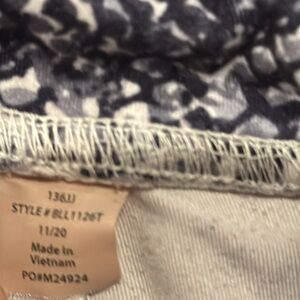 136JJ
STYLE # BLL1126T
11/20
Made In
Vietnam
PO#M24924